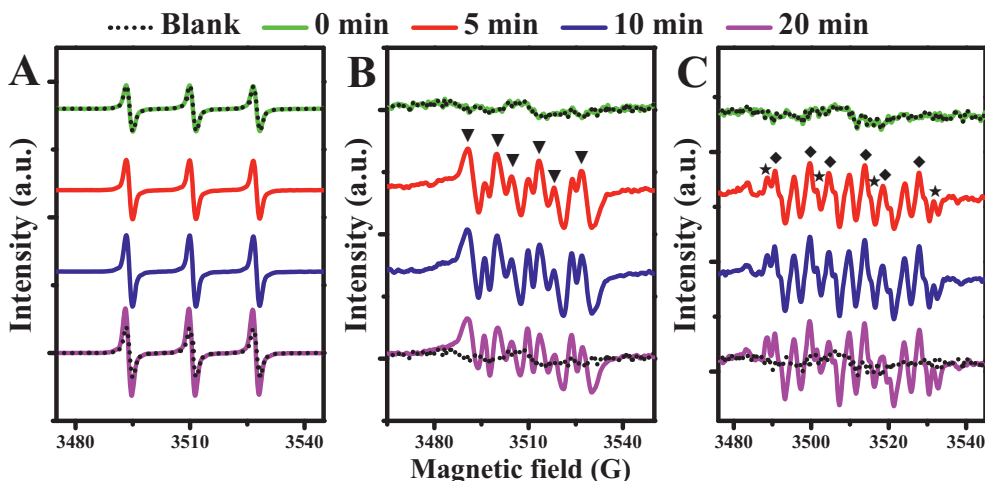 Blank 0 min 5 min 10 min 20 min
A
B
C
Intensity (a.u.)
Intensity (a.u.)
Intensity (a.u.)
3480 3510 3540
3480 3510 3540
3480 3500 3520 3540
Magnetic field (G)